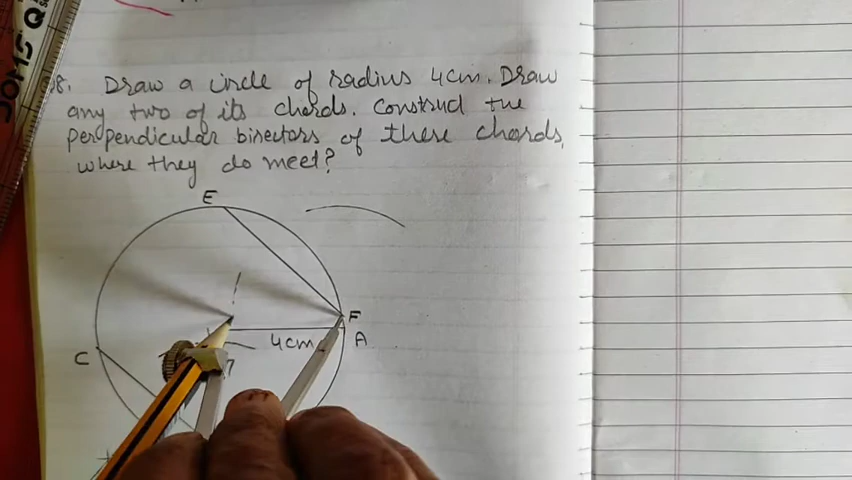 8. Draw a circle of radius 4cm. Draw
any two of its chords. Construct the
perpendicular bisectors of these chords,
where they do meet?
E
F
4cm
A
C